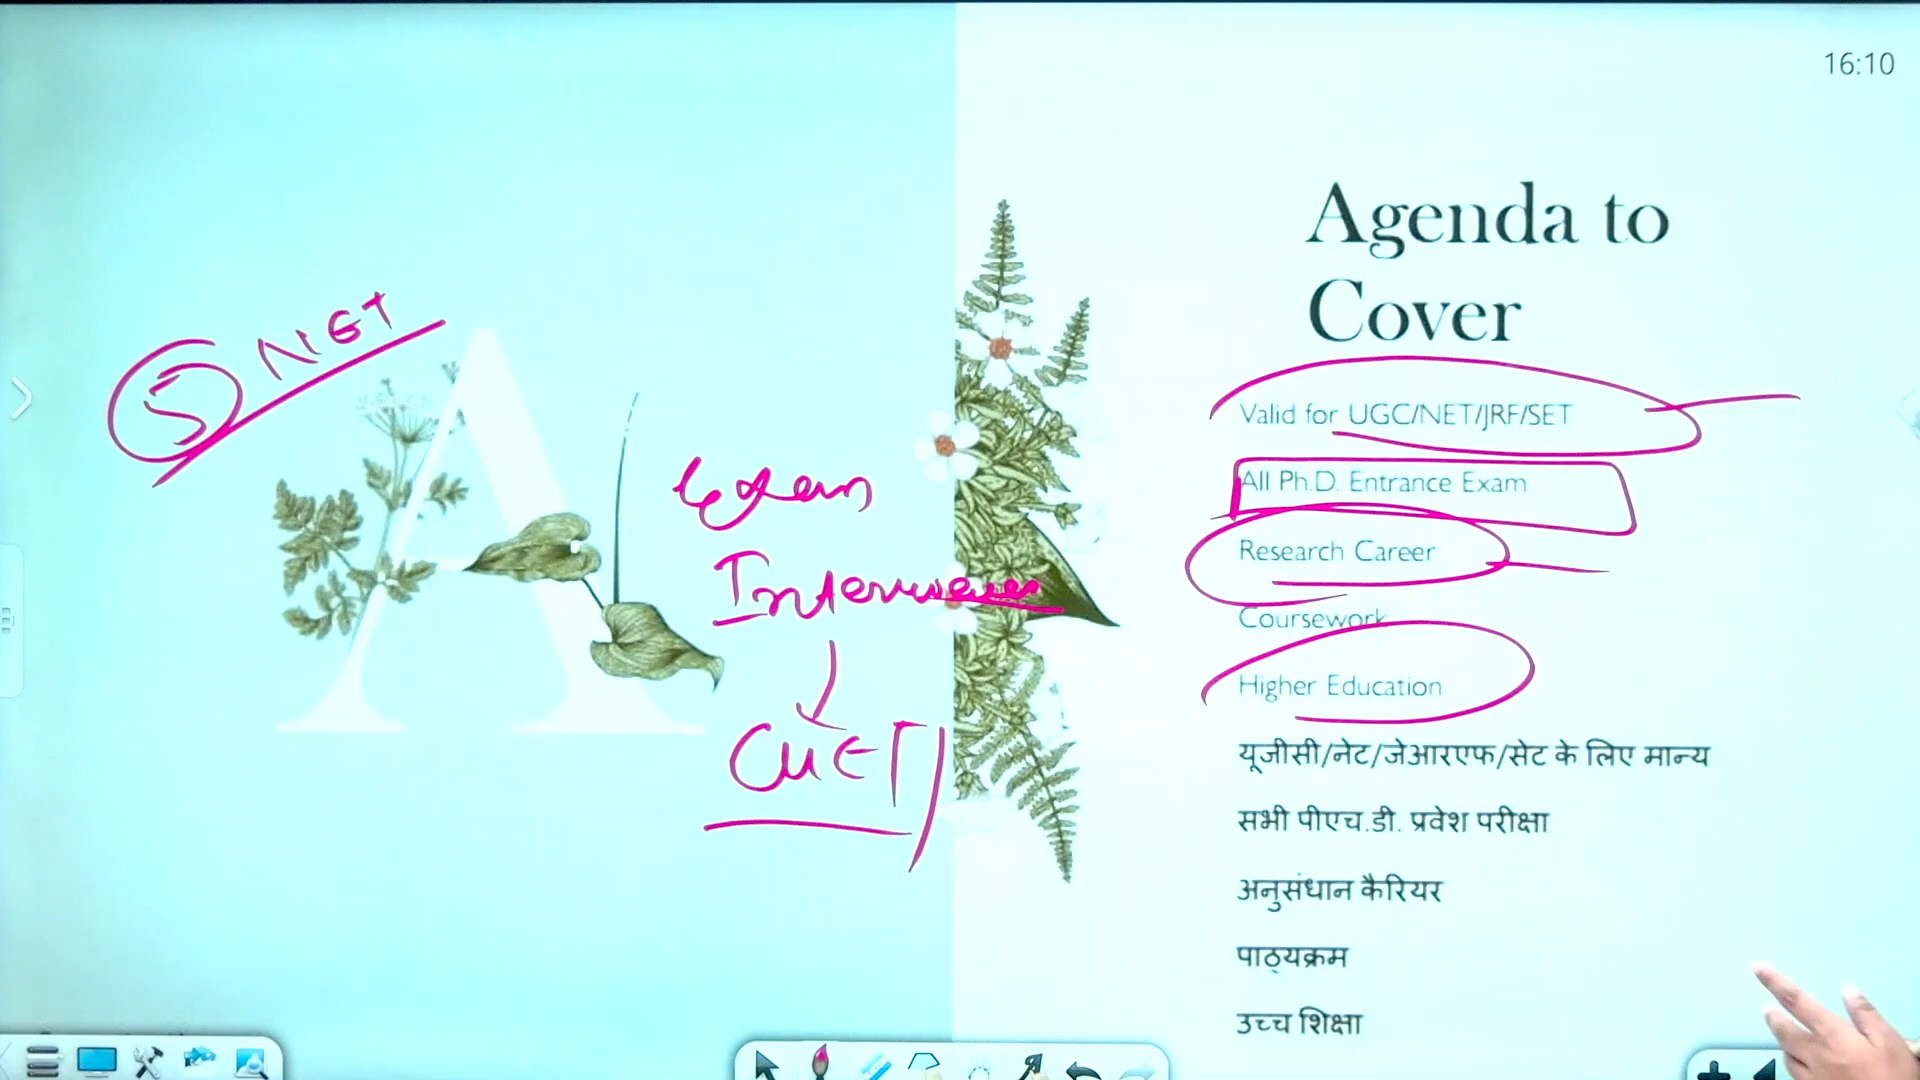 16:10
Agenda to
Cover
Valid for UGC/NET/JRF/SET
All Ph.D. Entrance Exam
Research Career
Coursework
Higher Education
यूजीसी/नेट/जेआरएफ/सेट के लिए मान्य
सभी पीएच.डी. प्रवेश परीक्षा
अनुसंधान कैरियर
पाठ्यक्रम
उच्च शिक्षा
5 NET
Exam
Interview
CUET
A